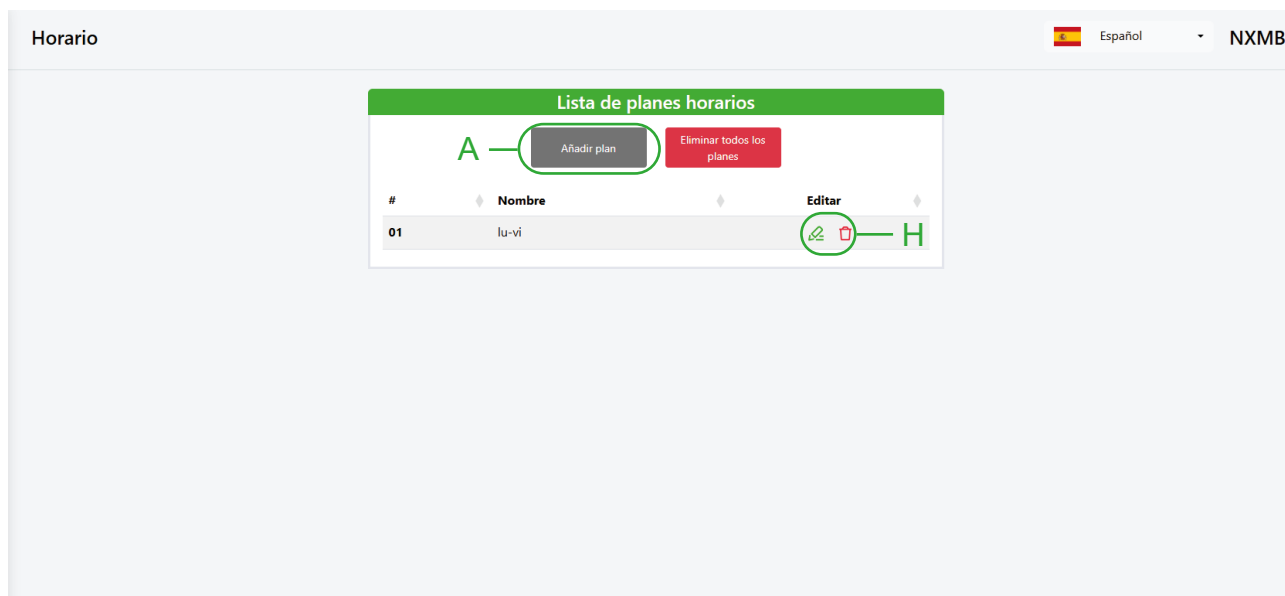 Horario
Español
NXMB
Lista de planes horarios
A
Añadir plan
Eliminar todos los
planes
# Nombre Editar
01 lu-vi
H